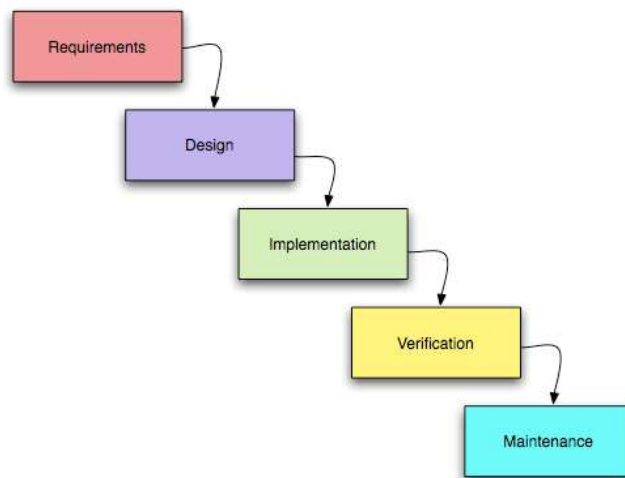 Requirements
Design
Implementation
Verification
Maintenance